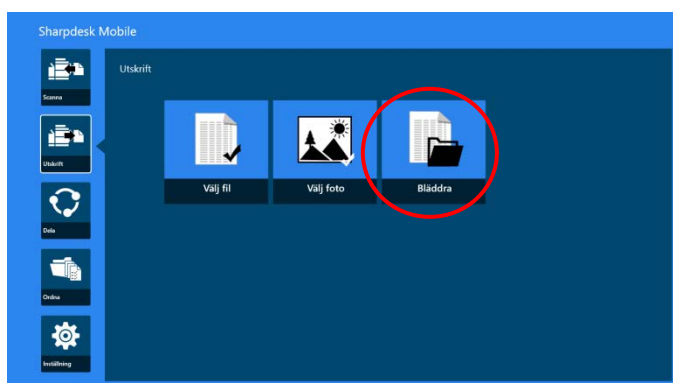 Sharpdesk Mobile
Scanna
Utskrift
Dela
Ordna
Inställning
Utskrift
Välj fil
Välj foto
Bläddra